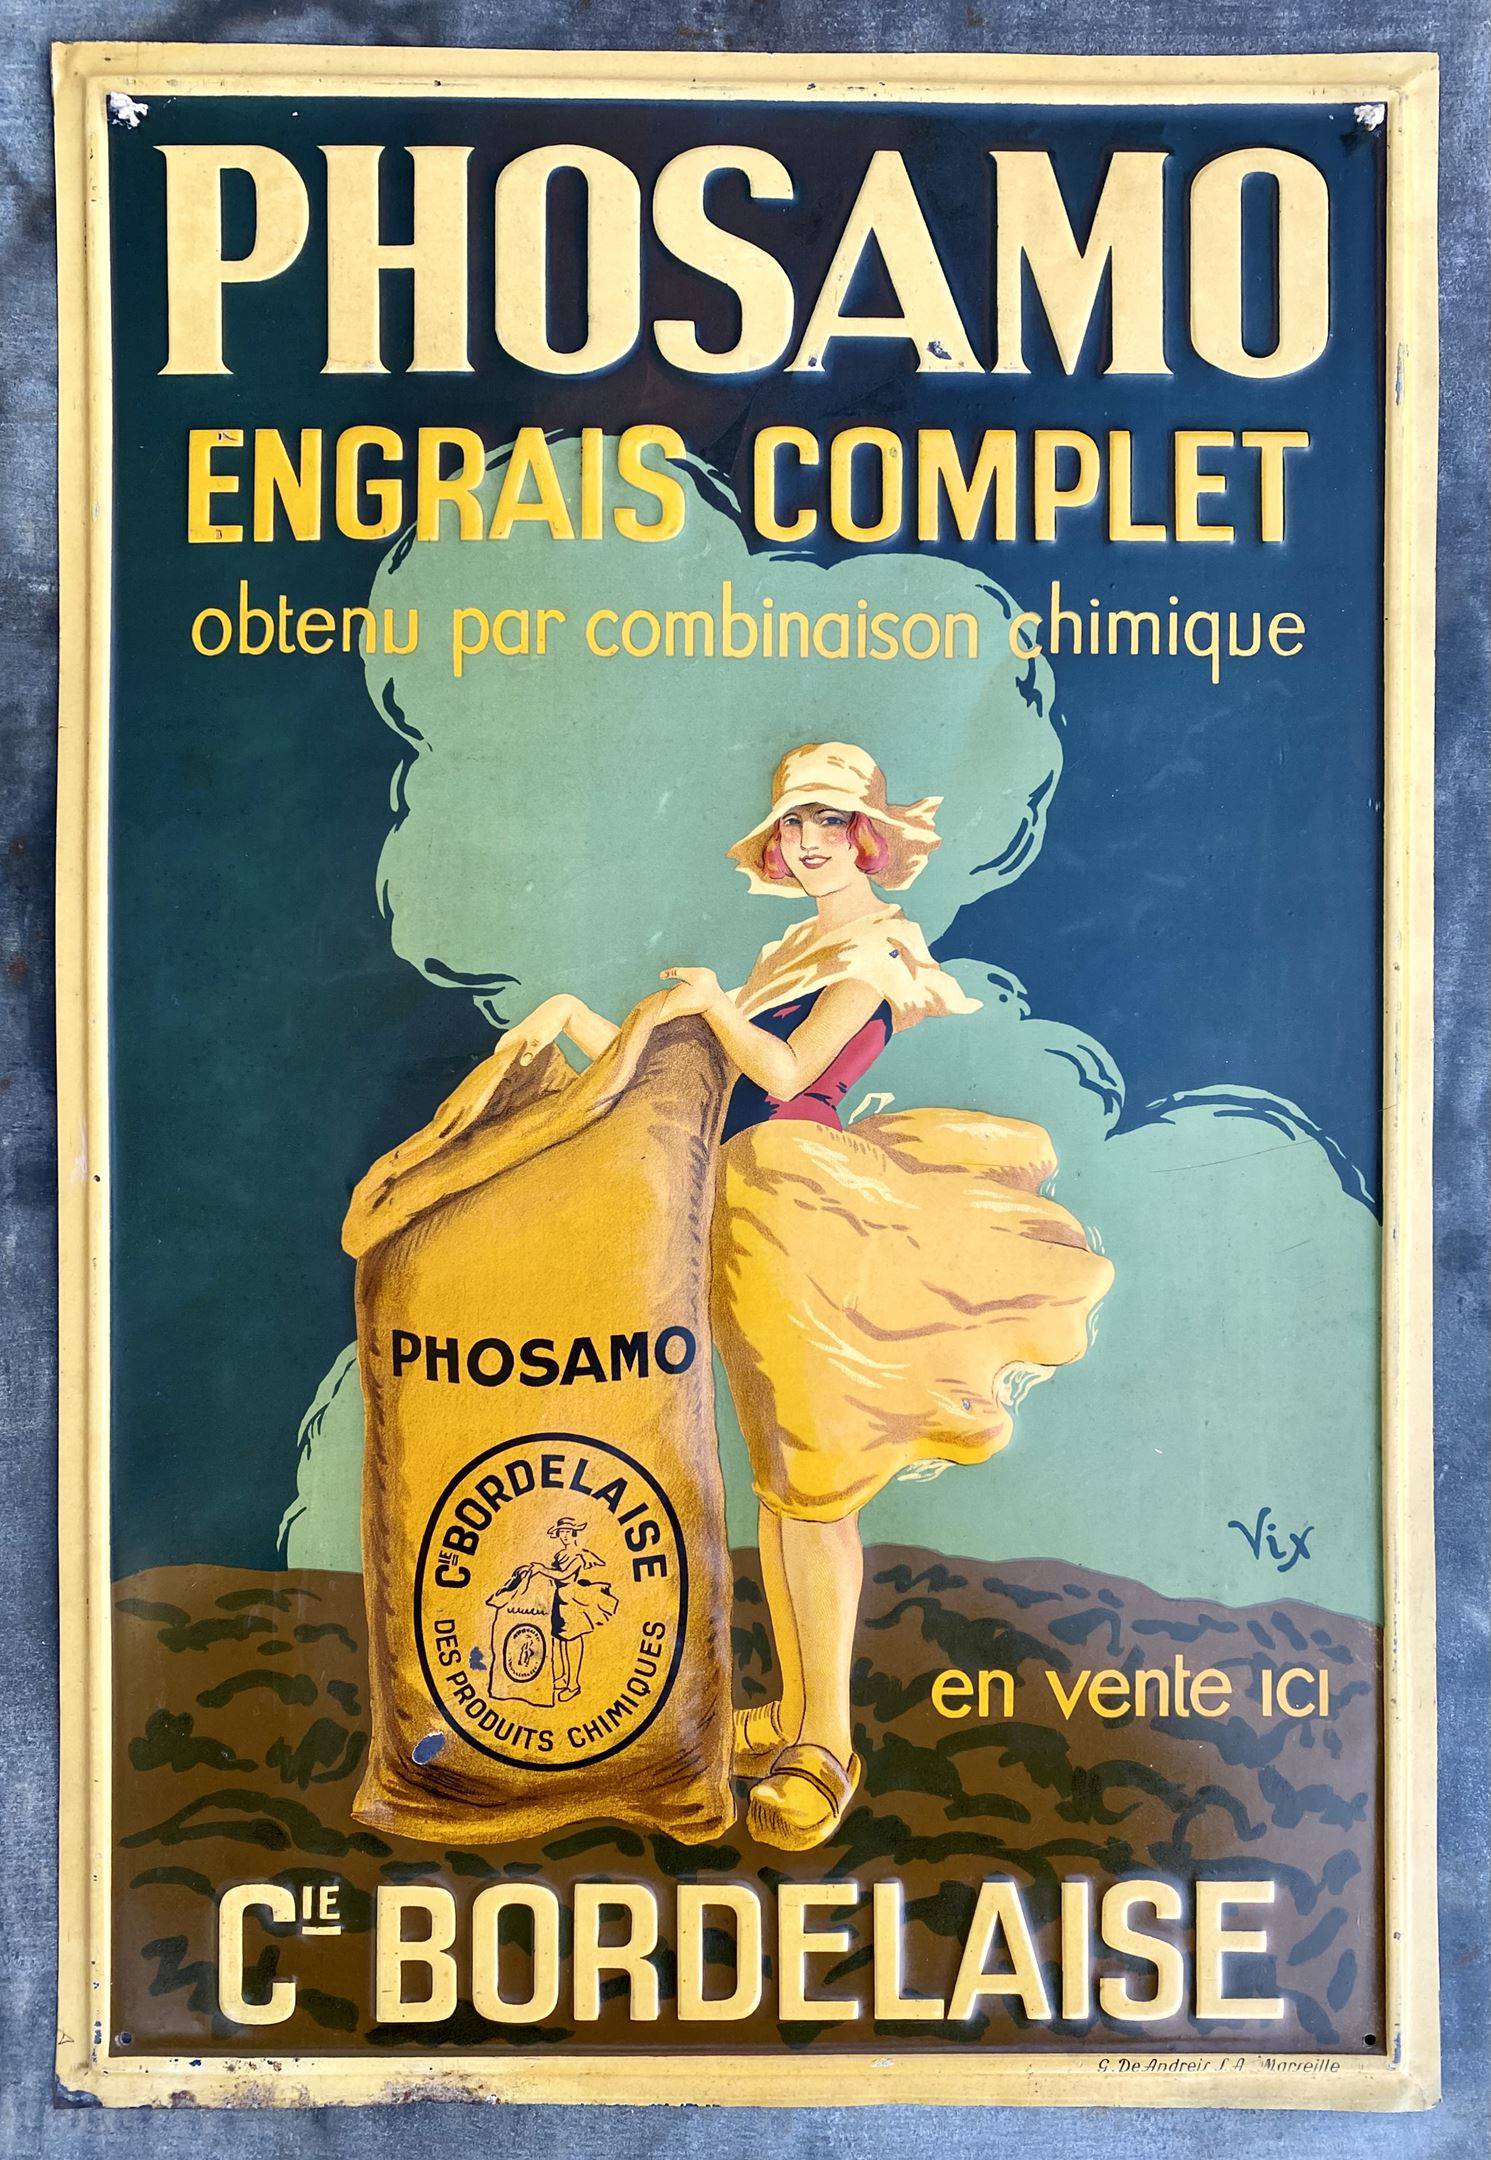 PHOSAMO
ENGRAIS COMPLET
obtenu par combinaison chimique
PHOSAMO
CIE BORDELAISE
DES PRODUITS CHIMIQUES
Vix
en vente ici
CIE BORDELAISE
G. De Andreis S.A. Marseille